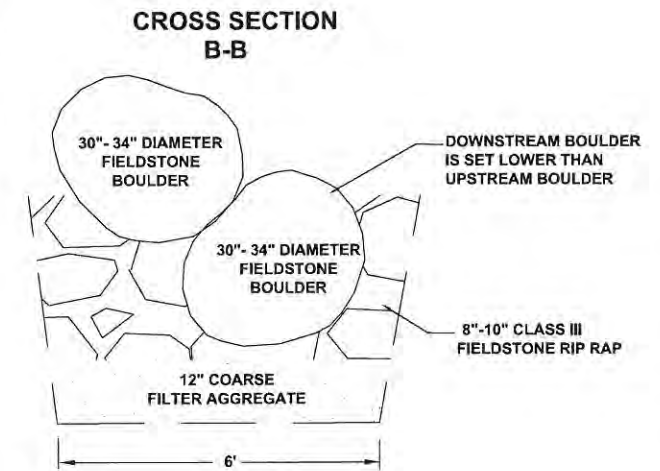 CROSS SECTION
B-B
30"- 34" DIAMETER
FIELDSTONE
BOULDER
DOWNSTREAM BOULDER
IS SET LOWER THAN
UPSTREAM BOULDER
30"- 34" DIAMETER
FIELDSTONE
BOULDER
8"-10" CLASS III
FIELDSTONE RIP RAP
12" COARSE
FILTER AGGREGATE
6'